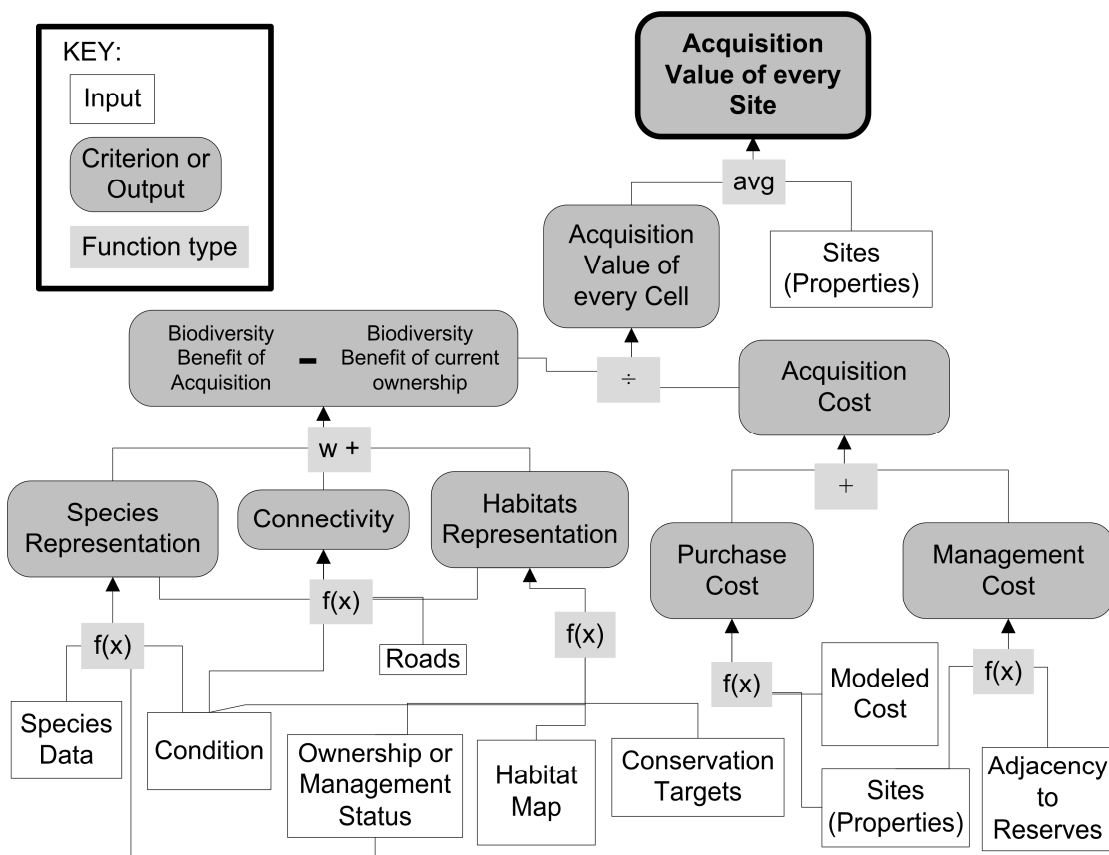 KEY:
Input
Criterion or
Output
Function type
Acquisition
Value of every
Site
avg
Acquisition
Value of
every Cell
Sites
(Properties)
Biodiversity
Benefit of
Acquisition
-
Biodiversity
Benefit of current
ownership
÷
Acquisition
Cost
w +
+
Species
Representation
Connectivity
Habitats
Representation
Purchase
Cost
Management
Cost
f(x)
f(x)
f(x)
f(x)
f(x)
Roads
Species
Data
Condition
Ownership or
Management
Status
Habitat
Map
Conservation
Targets
Modeled
Cost
Sites
(Properties)
Adjacency
to
Reserves